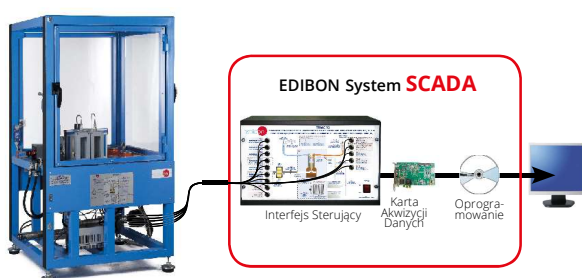 EDIBON System SCADA
Interfejs Sterujący
Karta
Akwizycji
Danych
Oprogra-
mowanie